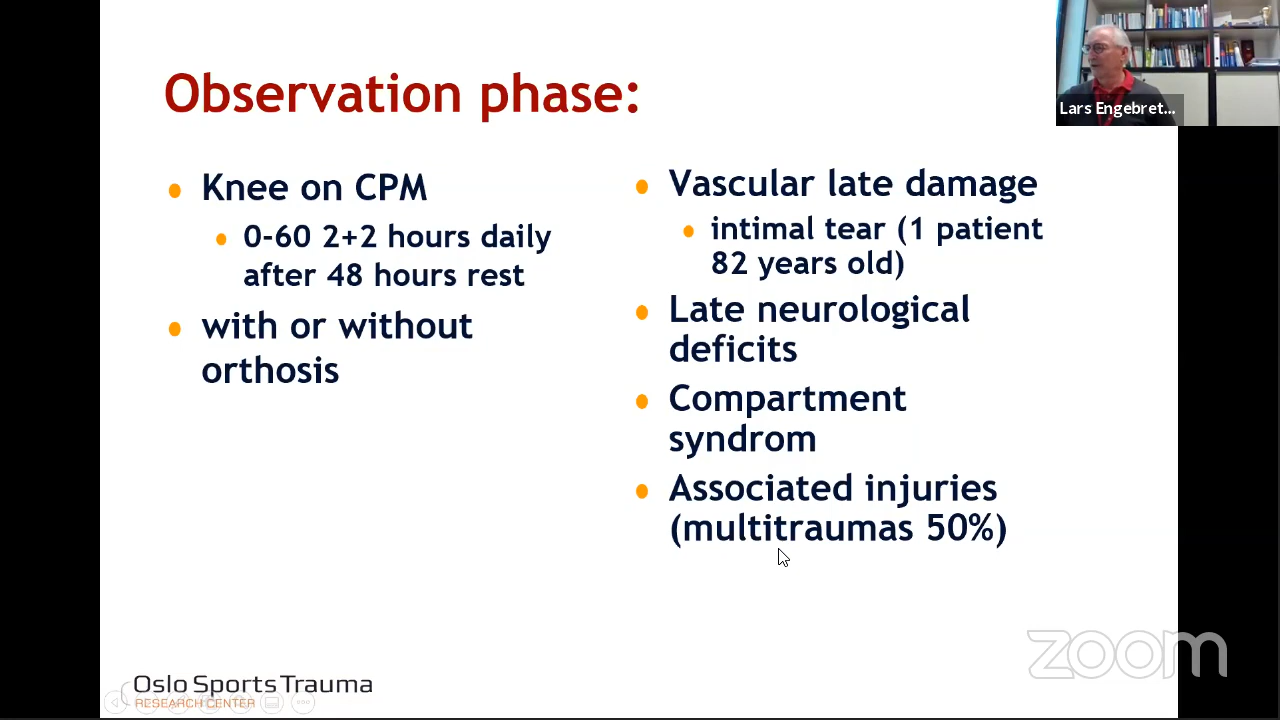 Observation phase:
Knee on CPM
0-60 2+2 hours daily
after 48 hours rest
with or without
orthosis
Vascular late damage
intimal tear (1 patient
82 years old)
Late neurological
deficits
Compartment
syndrom
Associated injuries
(multitraumas 50%)
Lars Engebret...
zoom
Oslo Sports Trauma
RESEARCH CENTER